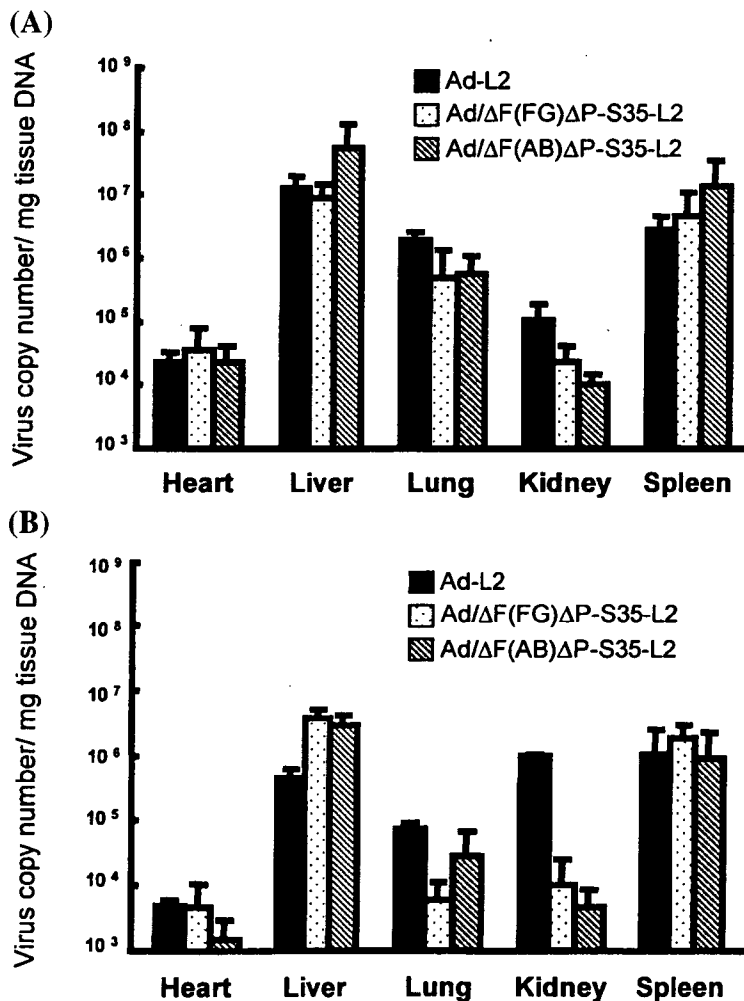 (A)
Virus copy number/ mg tissue DNA
10⁹
10⁸
10⁷
10⁶
10⁵
10⁴
10³
Ad-L2
Ad/ΔF(FG)ΔP-S35-L2
Ad/ΔF(AB)ΔP-S35-L2
Heart Liver Lung Kidney Spleen
(B)
Virus copy number/ mg tissue DNA
10⁹
10⁸
10⁷
10⁶
10⁵
10⁴
10³
Ad-L2
Ad/ΔF(FG)ΔP-S35-L2
Ad/ΔF(AB)ΔP-S35-L2
Heart Liver Lung Kidney Spleen